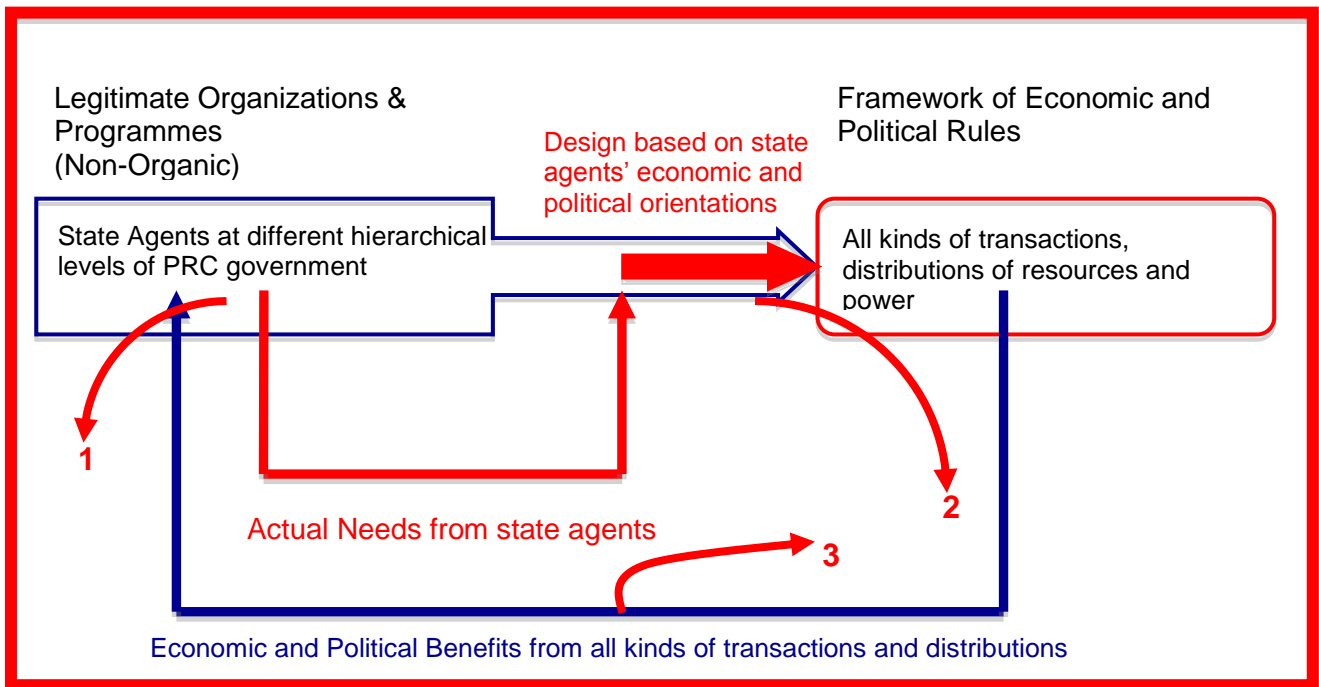 Legitimate Organizations &
Programmes
(Non-Organic)
Framework of Economic and
Political Rules
Design based on state
agents’ economic and
political orientations
State Agents at different hierarchical
levels of PRC government
All kinds of transactions,
distributions of resources and
power
1
2
Actual Needs from state agents
3
Economic and Political Benefits from all kinds of transactions and distributions